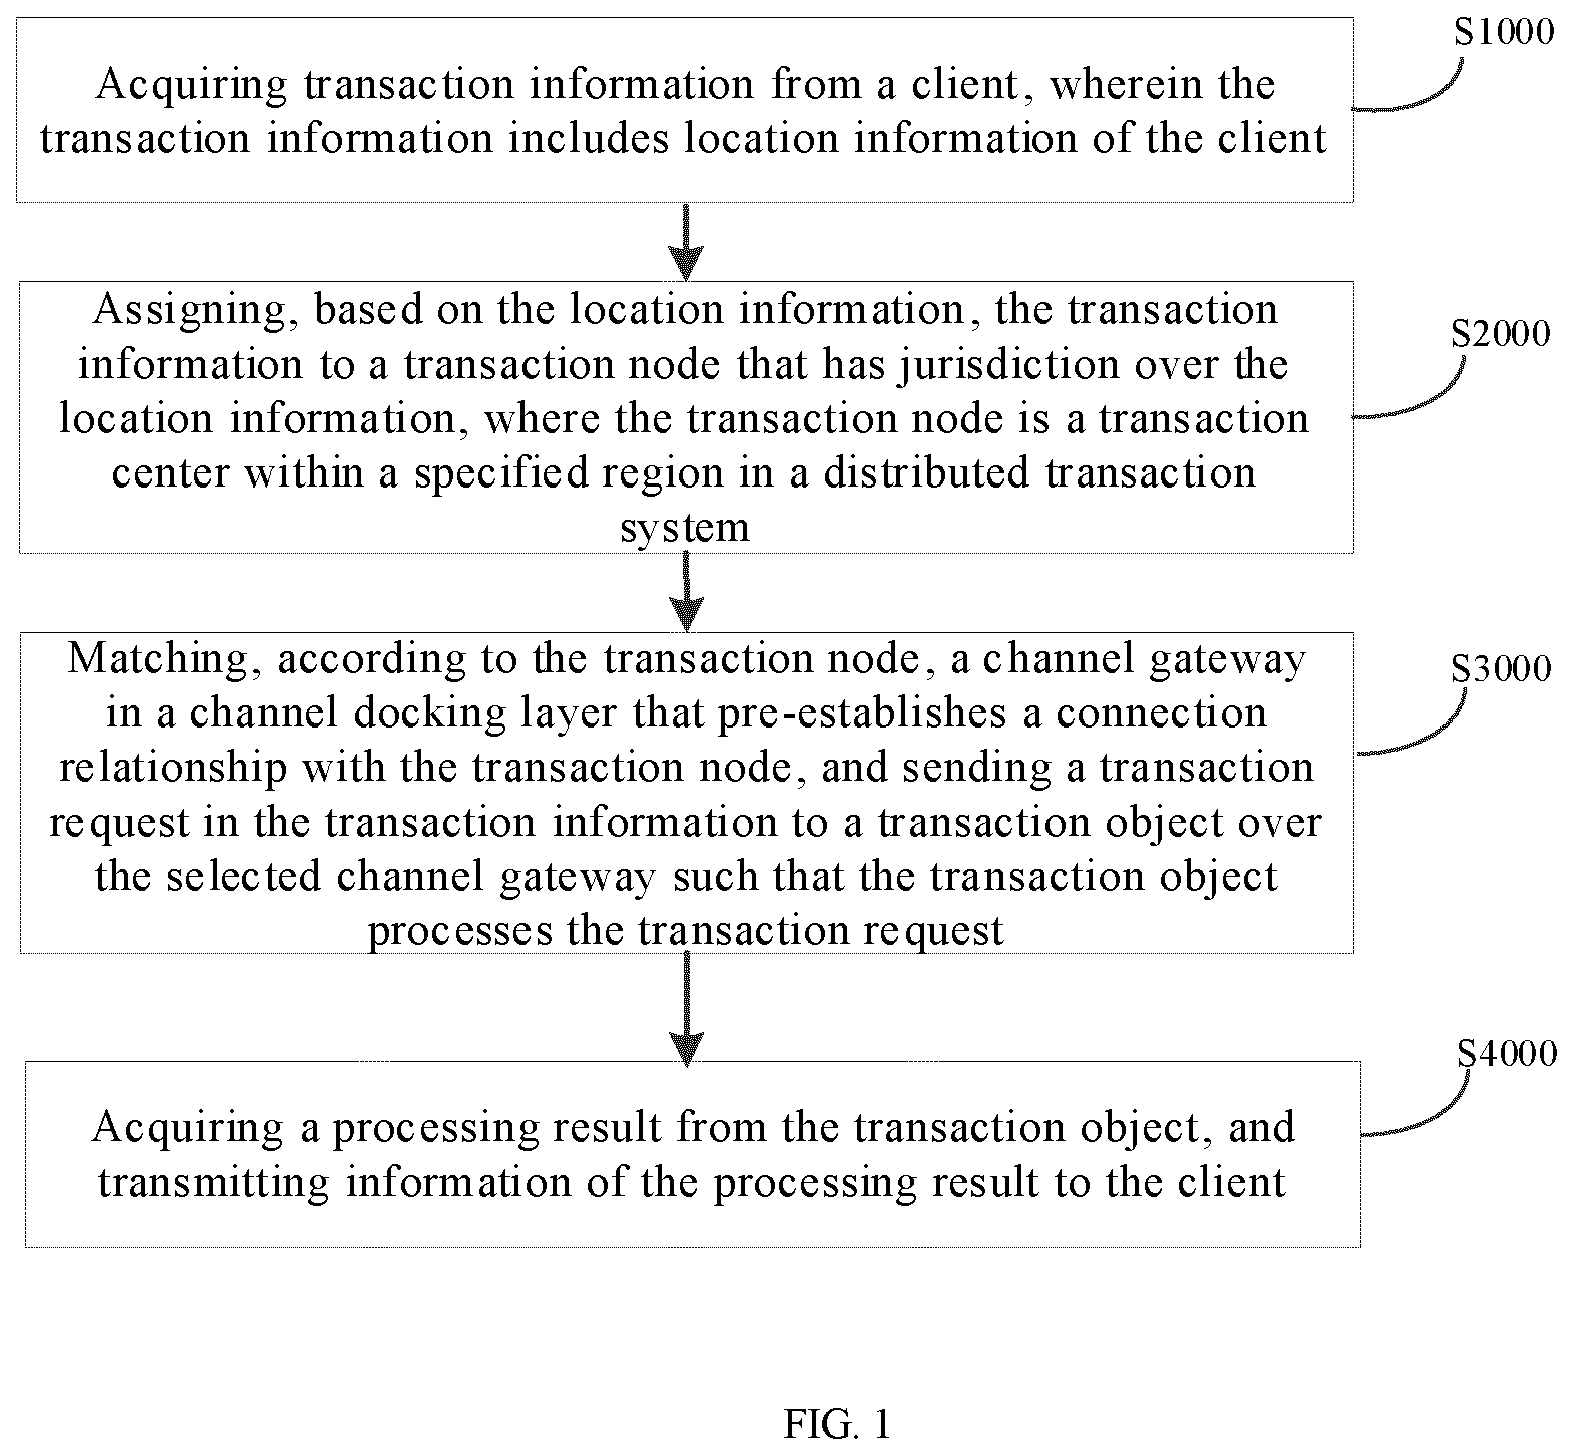 S1000
Acquiring transaction information from a client, wherein the
transaction information includes location information of the client
Assigning, based on the location information, the transaction
information to a transaction node that has jurisdiction over the
location information, where the transaction node is a transaction
center within a specified region in a distributed transaction
system
S2000
Matching, according to the transaction node, a channel gateway
in a channel docking layer that pre-establishes a connection
relationship with the transaction node, and sending a transaction
request in the transaction information to a transaction object over
the selected channel gateway such that the transaction object
processes the transaction request
S3000
Acquiring a processing result from the transaction object, and
transmitting information of the processing result to the client
S4000
FIG. 1